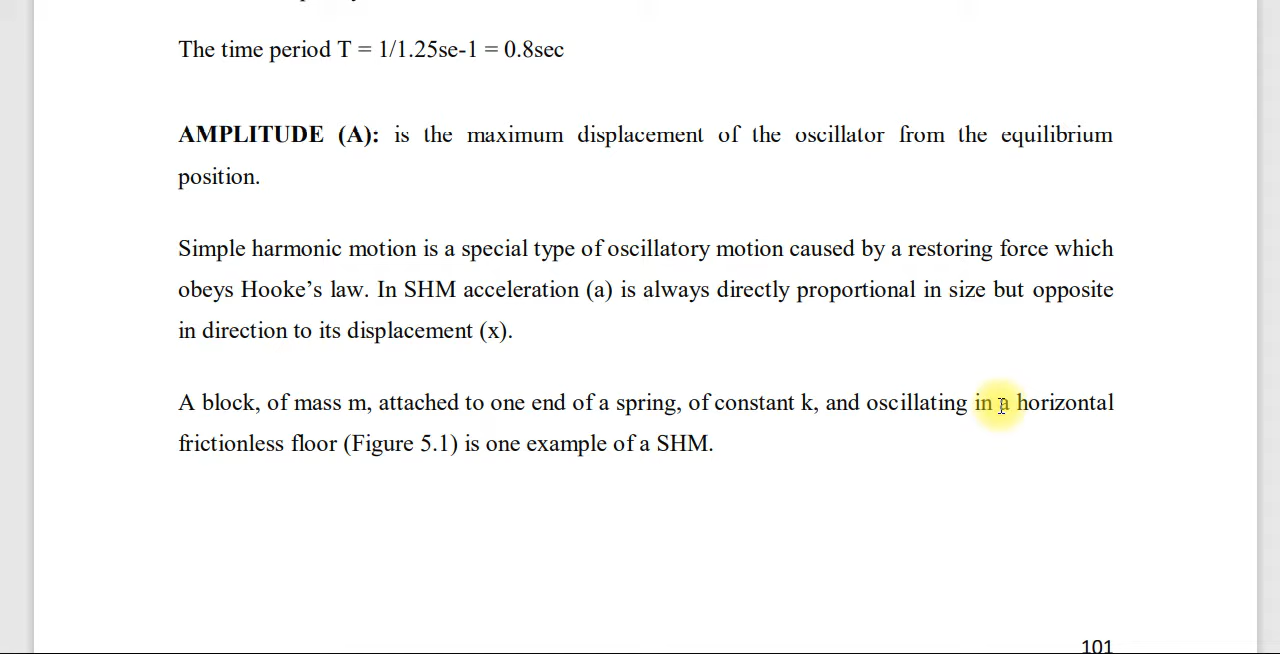 The time period T = 1/1.25se-1 = 0.8sec
AMPLITUDE (A): is the maximum displacement of the oscillator from the equilibrium
position.
Simple harmonic motion is a special type of oscillatory motion caused by a restoring force which
obeys Hooke’s law. In SHM acceleration (a) is always directly proportional in size but opposite
in direction to its displacement (x).
A block, of mass m, attached to one end of a spring, of constant k, and oscillating in a horizontal
frictionless floor (Figure 5.1) is one example of a SHM.
101